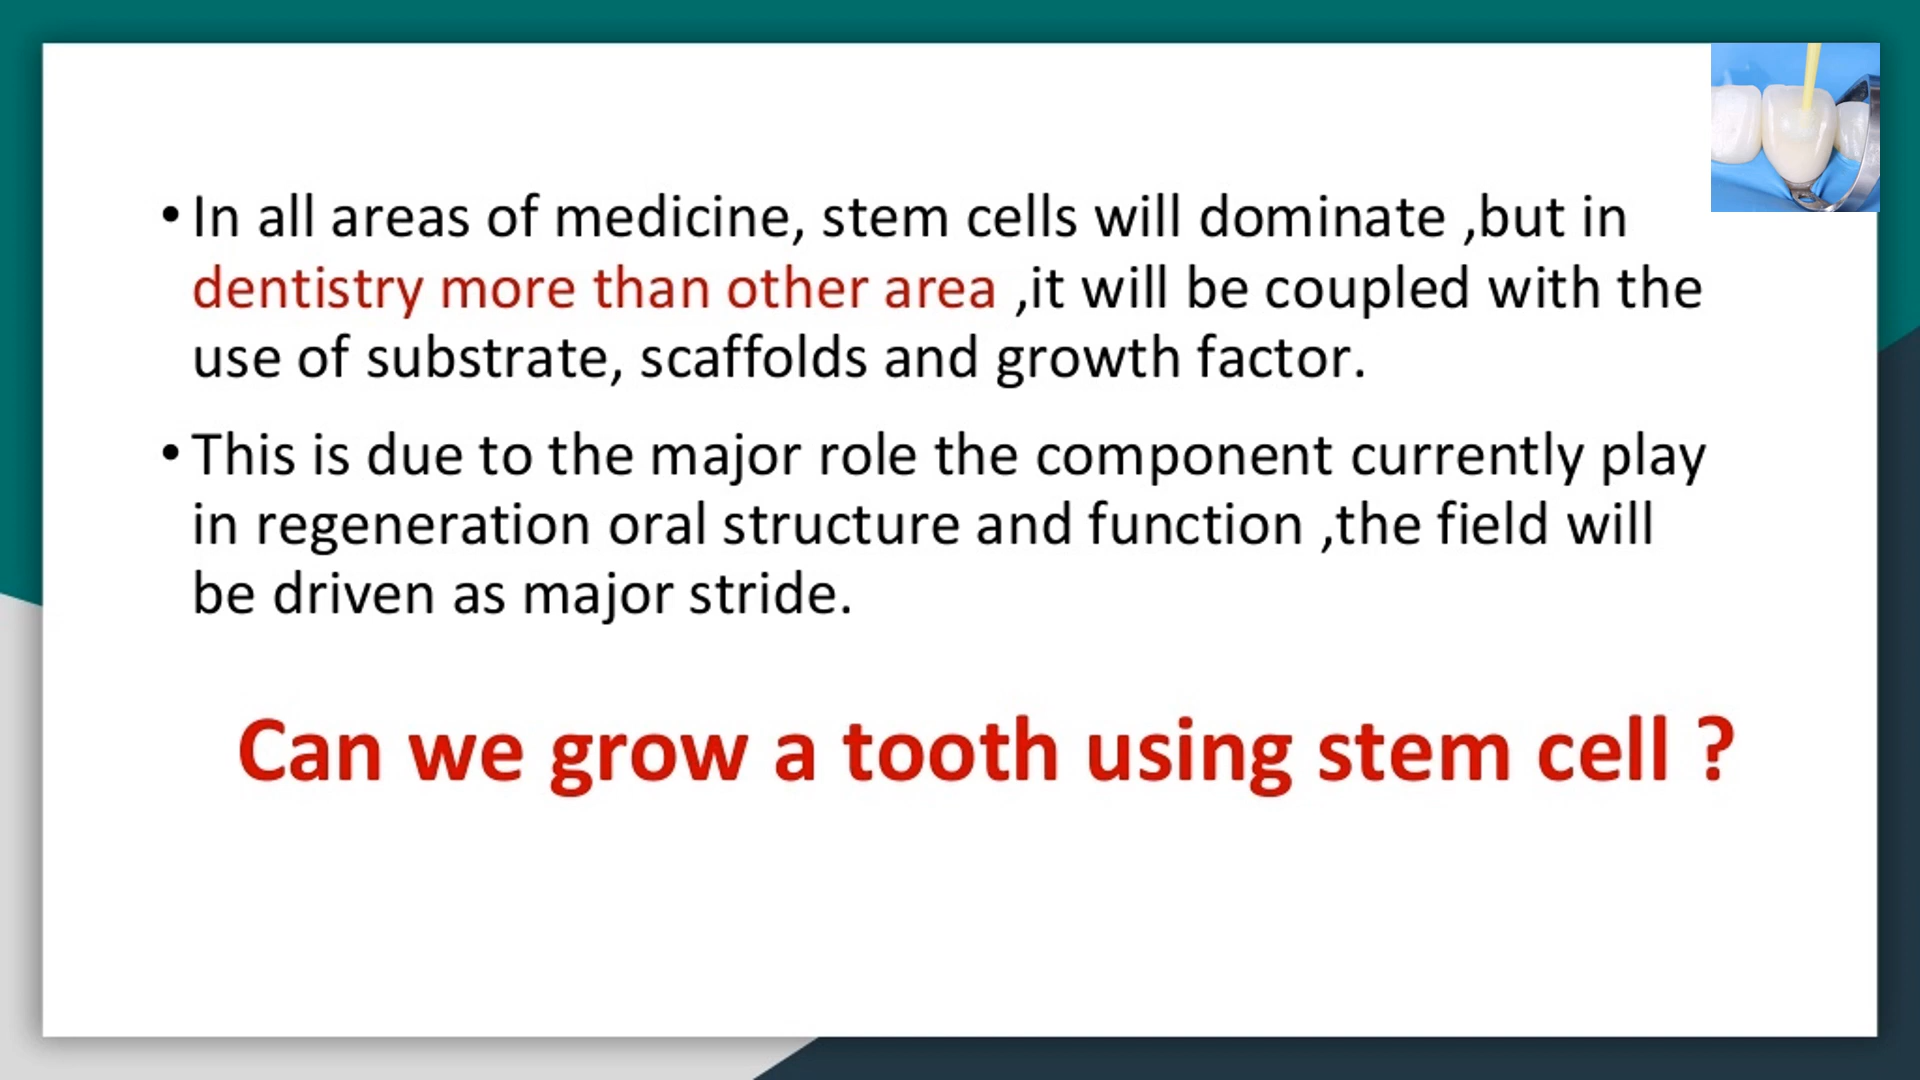 • In all areas of medicine, stem cells will dominate ,but in
dentistry more than other area ,it will be coupled with the
use of substrate, scaffolds and growth factor.
• This is due to the major role the component currently play
in regeneration oral structure and function ,the field will
be driven as major stride.
Can we grow a tooth using stem cell ?